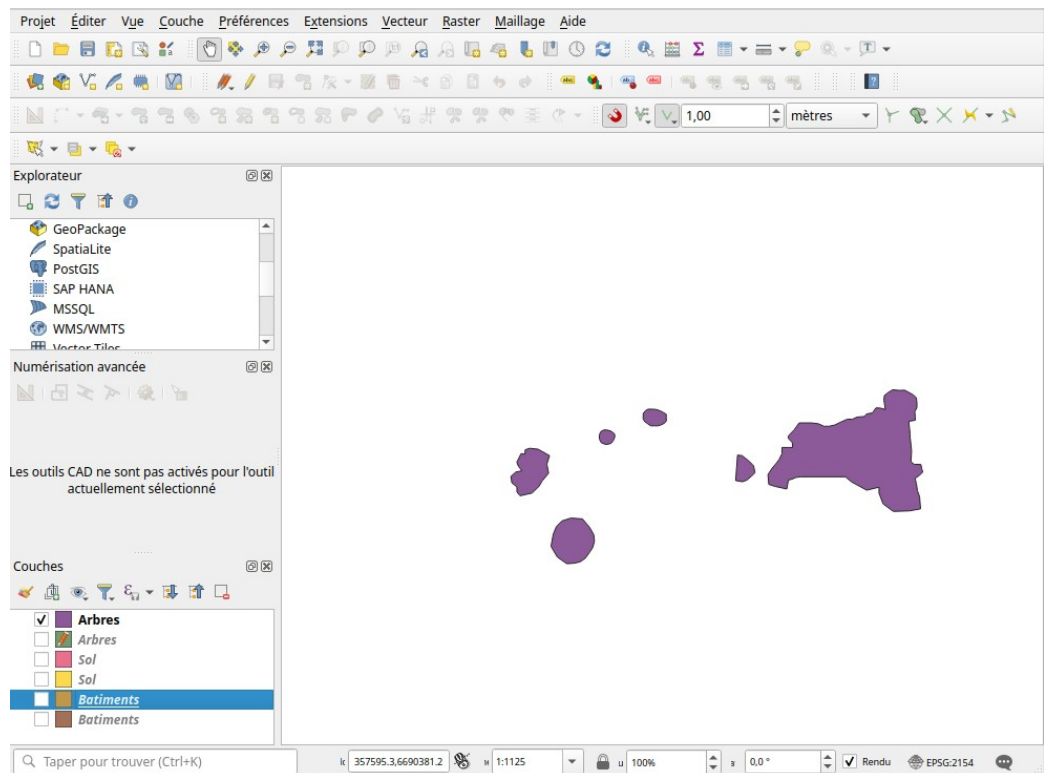 Projet Éditer Vue Couche Préférences Extensions Vecteur Raster Maillage Aide
1,00 mètres
Explorateur
GeoPackage
SpatiaLite
PostGIS
SAP HANA
MSSQL
WMS/WMTS
Vector Tiles
Numérisation avancée
Les outils CAD ne sont pas activés pour l'outil
actuellement sélectionné
Couches
Arbres
Arbres
Sol
Sol
Batiments
Batiments
Taper pour trouver (Ctrl+K) 357595.3,6690381.2 1:1125 100% 0,0 ° Rendu EPSG:2154